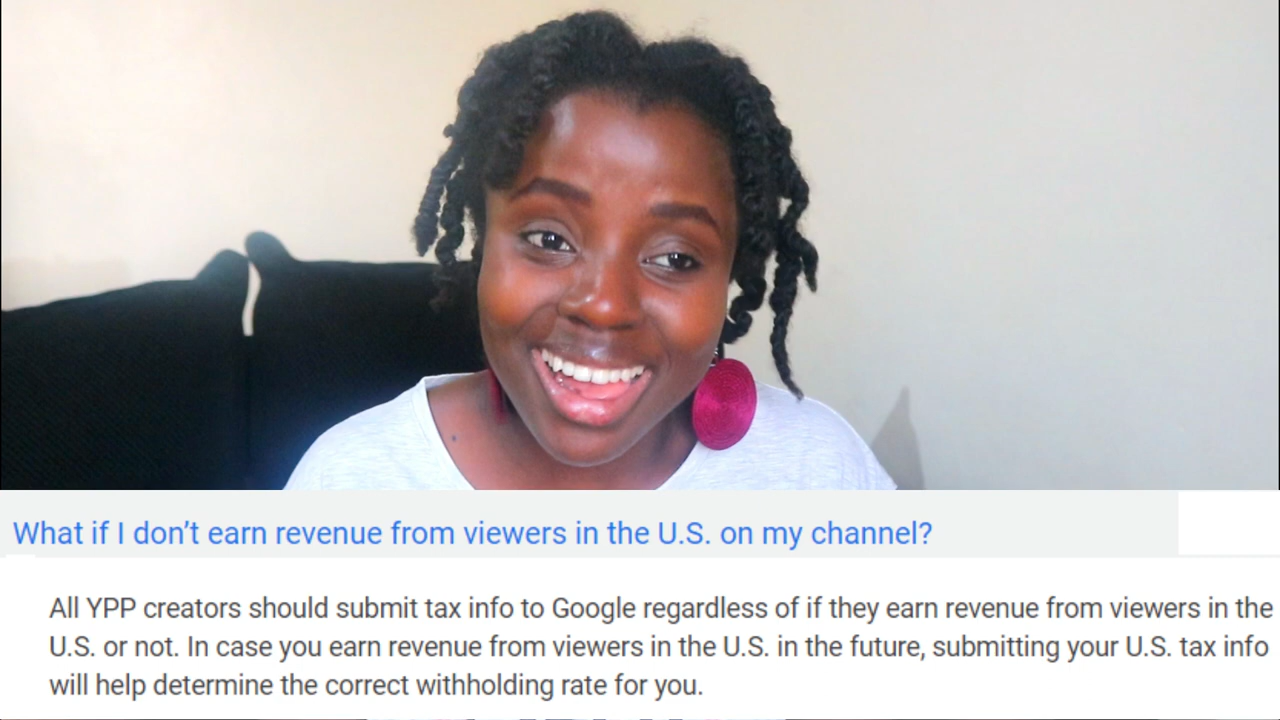 What if I don’t earn revenue from viewers in the U.S. on my channel?
All YPP creators should submit tax info to Google regardless of if they earn revenue from viewers in the
U.S. or not. In case you earn revenue from viewers in the U.S. in the future, submitting your U.S. tax info
will help determine the correct withholding rate for you.